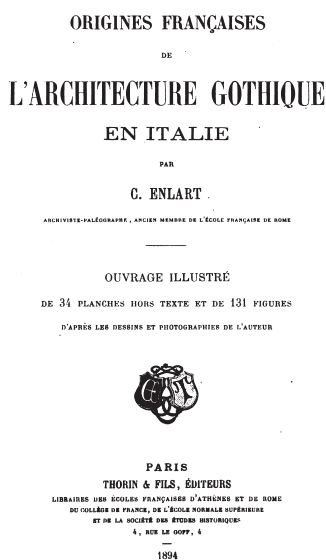 ORIGINES FRANÇAISES
DE
L'ARCHITECTURE GOTHIQUE
EN ITALIE
PAR
C. ENLART
ARCHIVISTE-PALÉOGRAPHE, ANCIEN MEMBRE DE L'ÉCOLE FRANÇAISE DE ROME
OUVRAGE ILLUSTRÉ
DE 34 PLANCHES HORS TEXTE ET DE 131 FIGURES
D'APRÈS LES DESSINS ET PHOTOGRAPHIES DE L'AUTEUR
PARIS
THORIN & FILS, ÉDITEURS
LIBRAIRES DES ÉCOLES FRANÇAISES D'ATHÈNES ET DE ROME
DU COLLÈGE DE FRANCE, DE L'ÉCOLE NORMALE SUPÉRIEURE
ET DE LA SOCIÉTÉ DES ÉTUDES HISTORIQUES
4, RUE LE GOFF, 4
1894